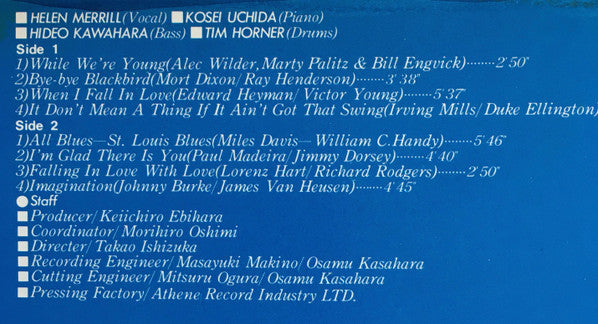 ■HELEN MERRILL(Vocal) ■KOSEI UCHIDA(Piano)
■HIDEO KAWAHARA(Bass) ■TIM HORNER(Drums)
Side 1
1)While We're Young(Alec Wilder,Marty Palitz & Bill Engvick)······2'50"
2)Bye-bye Blackbird(Mort Dixon/Ray Henderson)········3'38"
3)When I Fall In Love(Edward Heyman/Victor Young)········5'37"
4)It Don't Mean A Thing If It Ain't Got That Swing(Irving Mills/Duke Ellington)
Side 2
1)All Blues—St. Louis Blues(Miles Davis—William C.Handy)········5'46"
2)I'm Glad There Is You(Paul Madeira/Jimmy Dorsey)········4'40"
3)Falling In Love With Love(Lorenz Hart/Richard Rodgers)········2'50"
4)Imagination(Johnny Burke/James Van Heusen)········4'45"
●Staff
■Producer/Keiichiro Ebihara
■Coordinator/Morihiro Oshimi
■Directer/Takao Ishizuka
■Recording Engineer/Masayuki Makino/Osamu Kasahara
■Cutting Engineer/Mitsuru Ogura/Osamu Kasahara
■Pressing Factory/Athene Record Industry LTD.